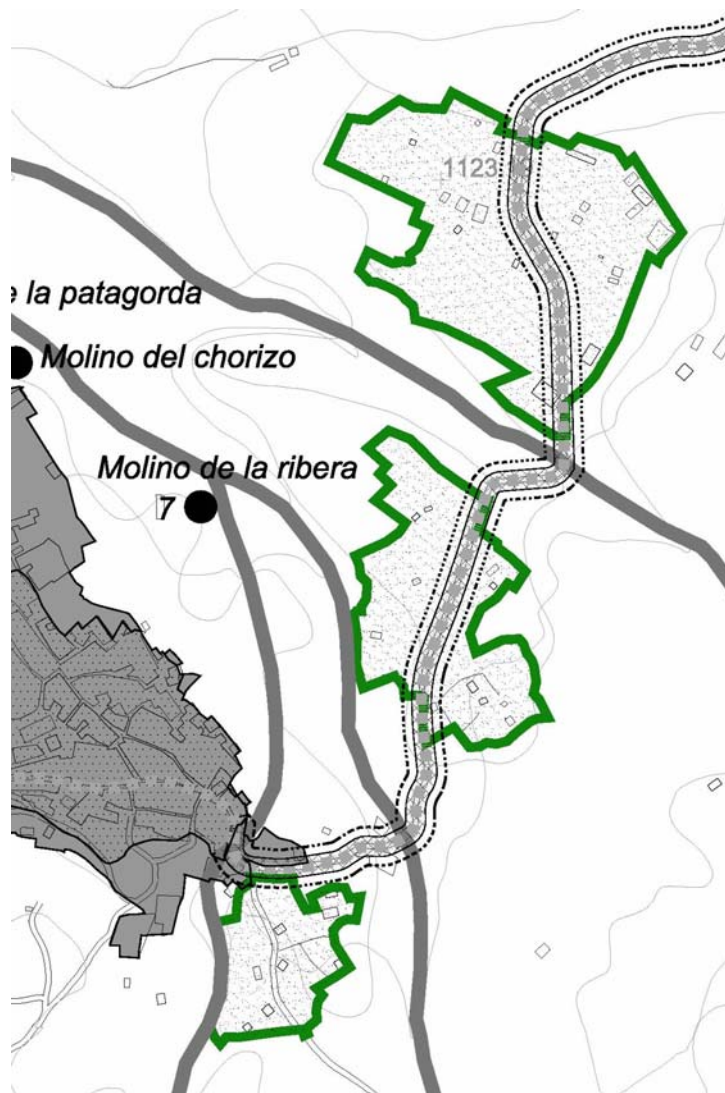 1123
e la patagorda
Molino del chorizo
Molino de la ribera
7